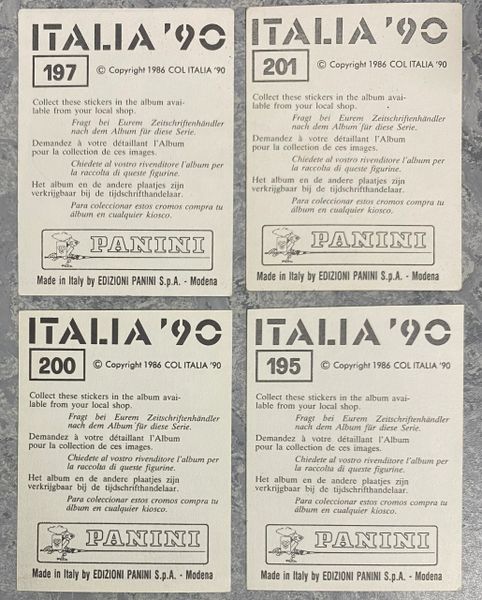 ITALIA '90
197 © Copyright 1986 COL ITALIA '90
Collect these stickers in the album avai-
lable from your local shop.
Fragt bei Eurem Zeitschriftenhändler
nach dem Album für diese Serie.
Demandez à votre détaillant l'Album
pour la collection de ces images.
Chiedete al vostro rivenditore l'album per
la raccolta di queste figurine.
Het album en de andere plaatjes zijn
verkrijgbaar bij de tijdschrifthandelaar.
Para coleccionar estos cromos compra tu
álbum en cualquier kiosco.
PANINI
Made in Italy by EDIZIONI PANINI S.p.A. - Modena
ITALIA '90
201 © Copyright 1986 COL ITALIA '90
Collect these stickers in the album avai-
lable from your local shop.
Fragt bei Eurem Zeitschriftenhändler
nach dem Album für diese Serie.
Demandez à votre détaillant l'Album
pour la collection de ces images.
Chiedete al vostro rivenditore l'album per
la raccolta di queste figurine.
Het album en de andere plaatjes zijn
verkrijgbaar bij de tijdschrifthandelaar.
Para coleccionar estos cromos compra tu
álbum en cualquier kiosco.
PANINI
Made in Italy by EDIZIONI PANINI S.p.A. - Modena
ITALIA '90
200 © Copyright 1986 COL ITALIA '90
Collect these stickers in the album avai-
lable from your local shop.
Fragt bei Eurem Zeitschriftenhändler
nach dem Album für diese Serie.
Demandez à votre détaillant l'Album
pour la collection de ces images.
Chiedete al vostro rivenditore l'album per
la raccolta di queste figurine.
Het album en de andere plaatjes zijn
verkrijgbaar bij de tijdschrifthandelaar.
Para coleccionar estos cromos compra tu
álbum en cualquier kiosco.
PANINI
Made in Italy by EDIZIONI PANINI S.p.A. - Modena
ITALIA '90
195 © Copyright 1986 COL ITALIA '90
Collect these stickers in the album avai-
lable from your local shop.
Fragt bei Eurem Zeitschriftenhändler
nach dem Album für diese Serie.
Demandez à votre détaillant l'Album
pour la collection de ces images.
Chiedete al vostro rivenditore l'album per
la raccolta di queste figurine.
Het album en de andere plaatjes zijn
verkrijgbaar bij de tijdschrifthandelaar.
Para coleccionar estos cromos compra tu
álbum en cualquier kiosco.
PANINI
Made in Italy by EDIZIONI PANINI S.p.A. - Modena